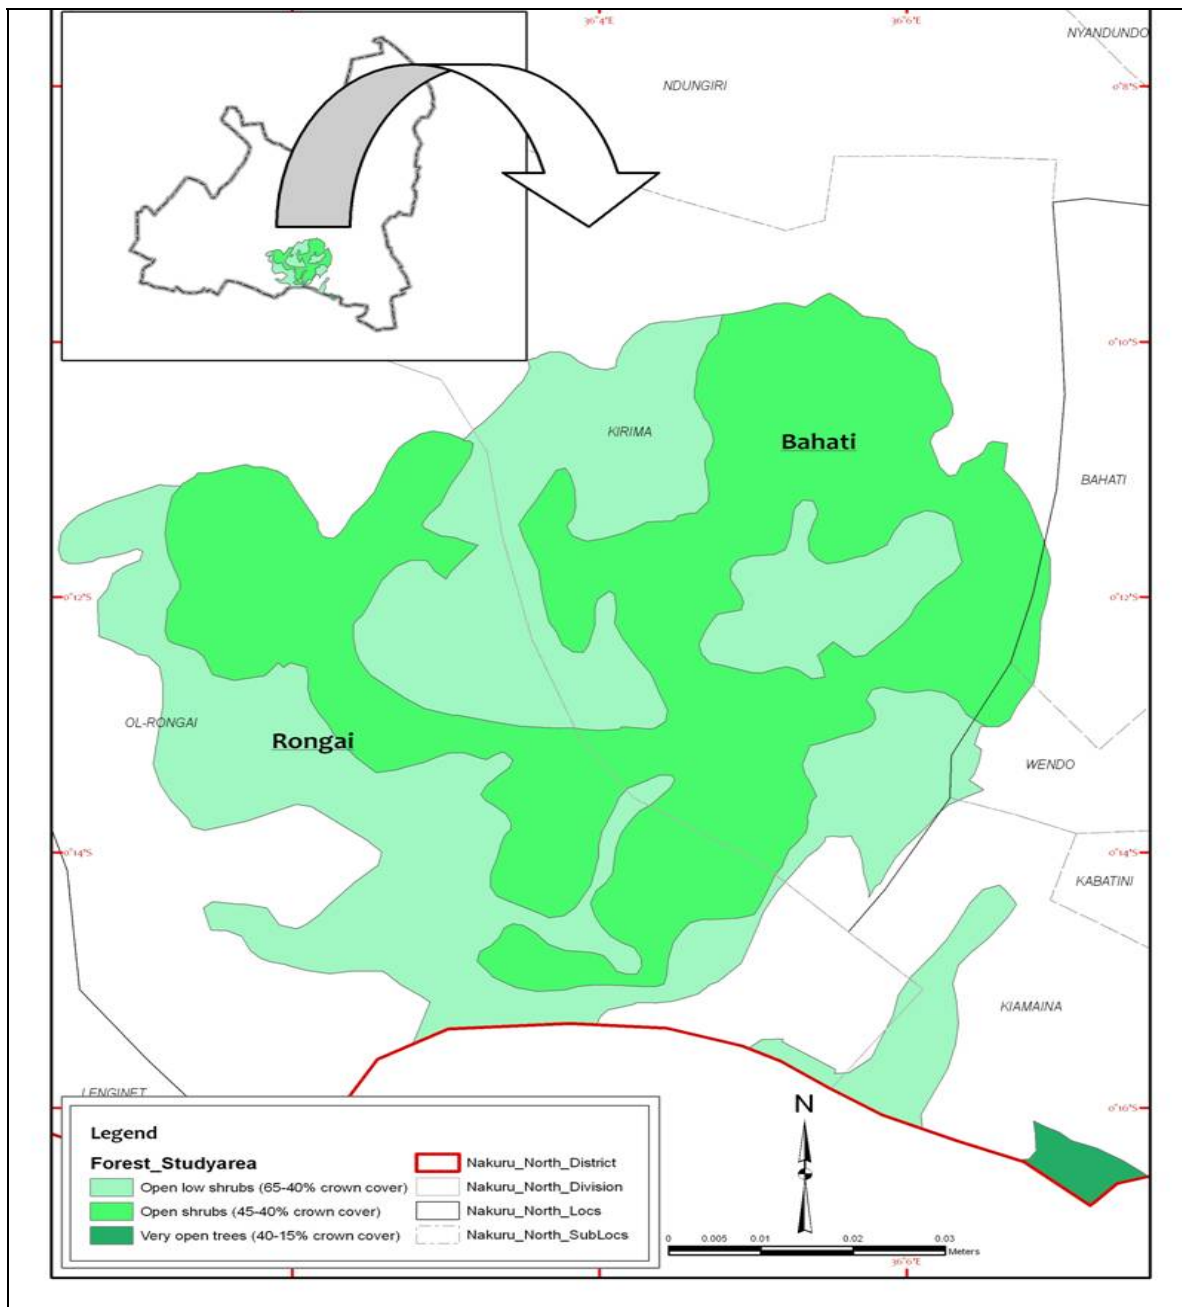 36°4'E
36°6'E
NYANDUNDO
NDUNGIRI
0°8'S
0°10'S
KIRIMA
Bahati
BAHATI
0°12'S
0°12'S
OL-RONGAI
Rongai
WENDO
0°14'S
0°14'S
KABATINI
KIAMAINA
LENGINET
N
0°16'S
Legend
Forest_Studyarea
Open low shrubs (65-40% crown cover)
Open shrubs (45-40% crown cover)
Very open trees (40-15% crown cover)
Nakuru_North_District
Nakuru_North_Division
Nakuru_North_Locs
Nakuru_North_SubLocs
0 0.005 0.01 0.02 0.03
Meters
36°6'E